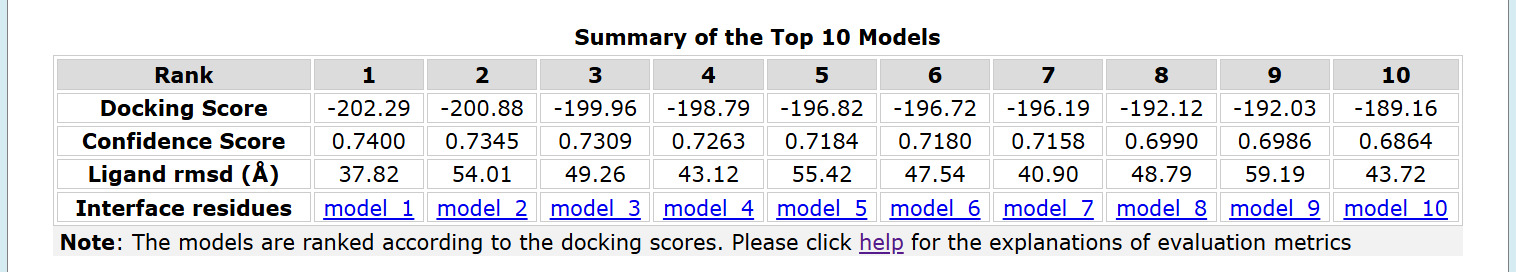 Summary of the Top 10 Models
Rank 1 2 3 4 5 6 7 8 9 10
Docking Score -202.29 -200.88 -199.96 -198.79 -196.82 -196.72 -196.19 -192.12 -192.03 -189.16
Confidence Score 0.7400 0.7345 0.7309 0.7263 0.7184 0.7180 0.7158 0.6990 0.6986 0.6864
Ligand rmsd (Å) 37.82 54.01 49.26 43.12 55.42 47.54 40.90 48.79 59.19 43.72
Interface residues model_1 model_2 model_3 model_4 model_5 model_6 model_7 model_8 model_9 model_10
Note: The models are ranked according to the docking scores. Please click help for the explanations of evaluation metrics